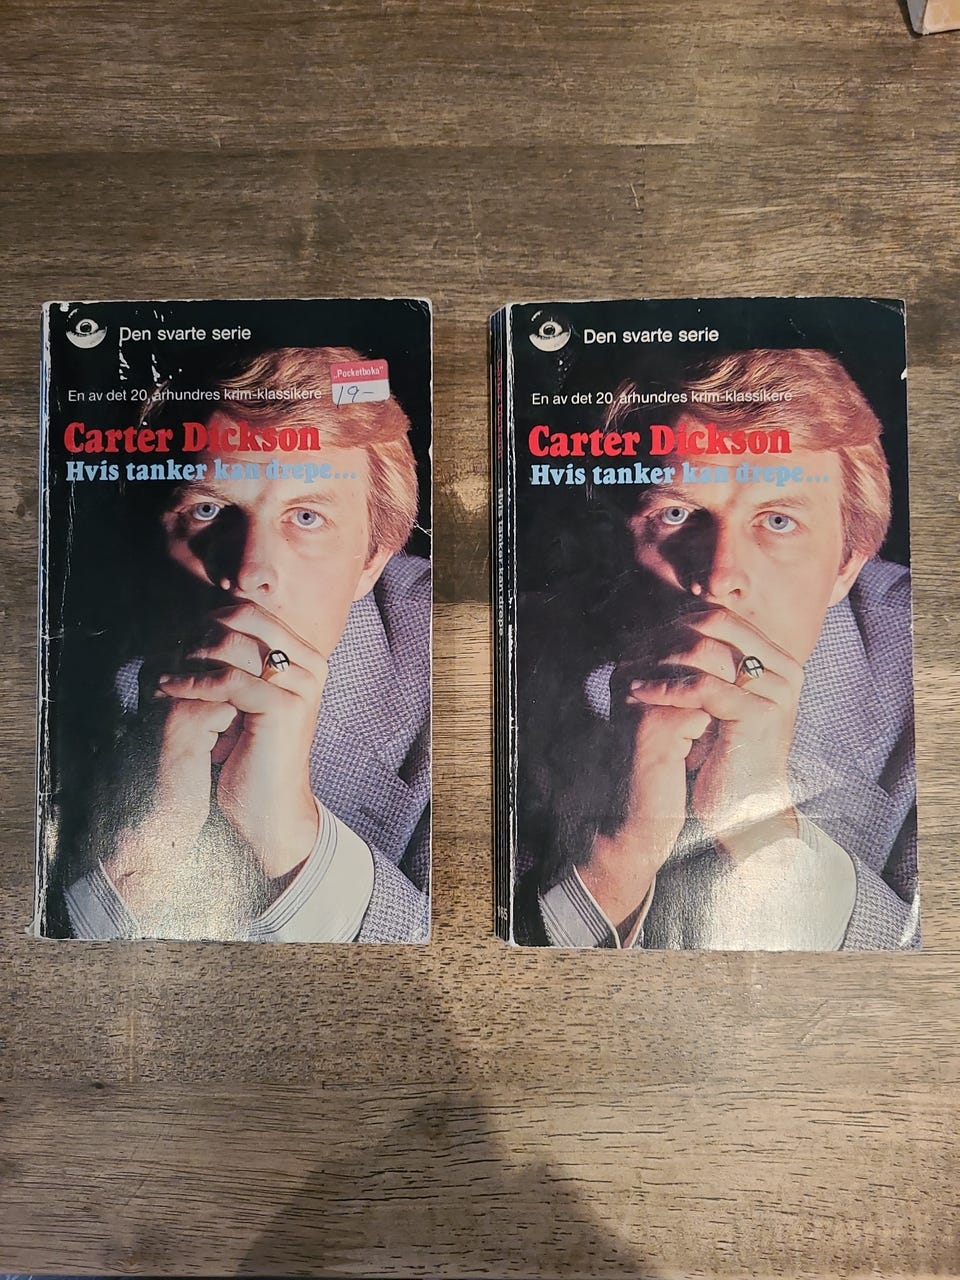 Den svarte serie
„Pocketboka"
19-
En av det 20. århundres krim-klassikere
Carter Dickson
Hvis tanker kan drepe...
Den svarte serie
En av det 20. århundres krim-klassikere
Carter Dickson
Hvis tanker kan drepe...
Hvis tanker kan drepe